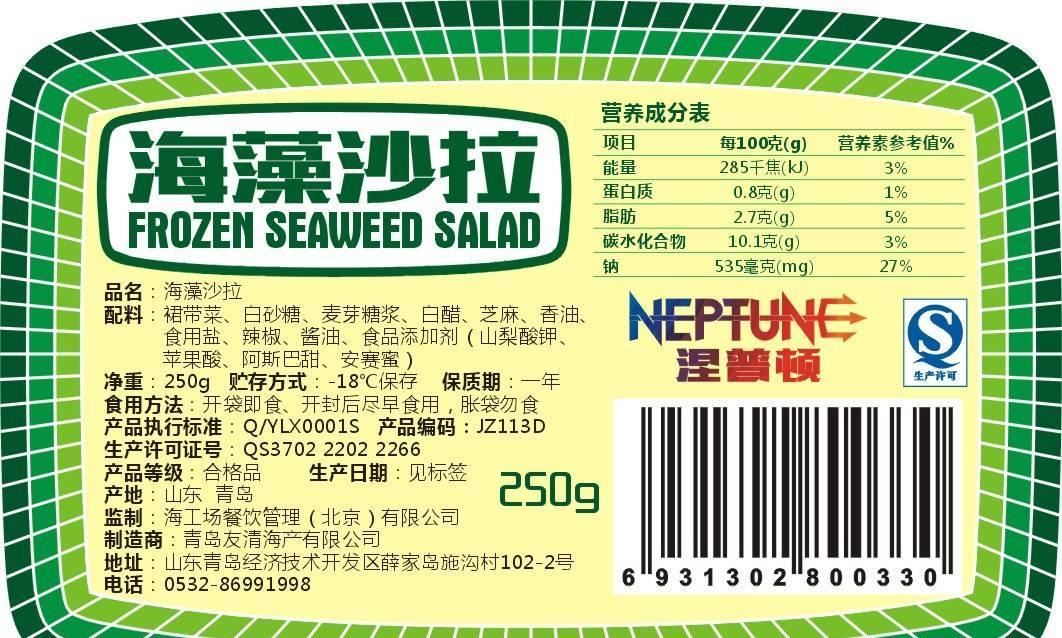 海藻沙拉
FROZEN SEAWEED SALAD
品名：海藻沙拉
配料：裙带菜、白砂糖、麦芽糖浆、白醋、芝麻、香油、
食用盐、辣椒、酱油、食品添加剂（山梨酸钾、
苹果酸、阿斯巴甜、安赛蜜）
净重：250g 贮存方式：-18℃保存 保质期：一年
食用方法：开袋即食、开封后尽早食用，胀袋勿食
产品执行标准：Q/YLX0001S 产品编码：JZ113D
生产许可证号：QS3702 2202 2266
产品等级：合格品 生产日期：见标签
产地：山东 青岛
监制：海工场餐饮管理（北京）有限公司
制造商：青岛友清海产有限公司
地址：山东青岛经济技术开发区薛家岛施沟村102-2号
电话：0532-86991998
250g
营养成分表
项目 每100克(g) 营养素参考值%
能量 285千焦(kJ) 3%
蛋白质 0.8克(g) 1%
脂肪 2.7克(g) 5%
碳水化合物 10.1克(g) 3%
钠 535毫克(mg) 27%
NEPTUNE
涅普顿
S
生产许可
6 931302 800330